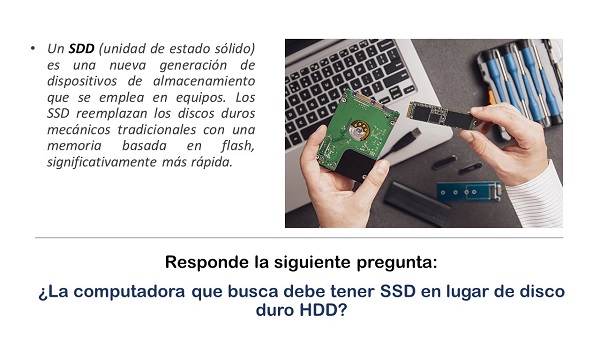 • Un SDD (unidad de estado sólido)
es una nueva generación de
dispositivos de almacenamiento
que se emplea en equipos. Los
SSD reemplazan los discos duros
mecánicos tradicionales con una
memoria basada en flash,
significativamente más rápida.
Responde la siguiente pregunta:
¿La computadora que busca debe tener SSD en lugar de disco
duro HDD?